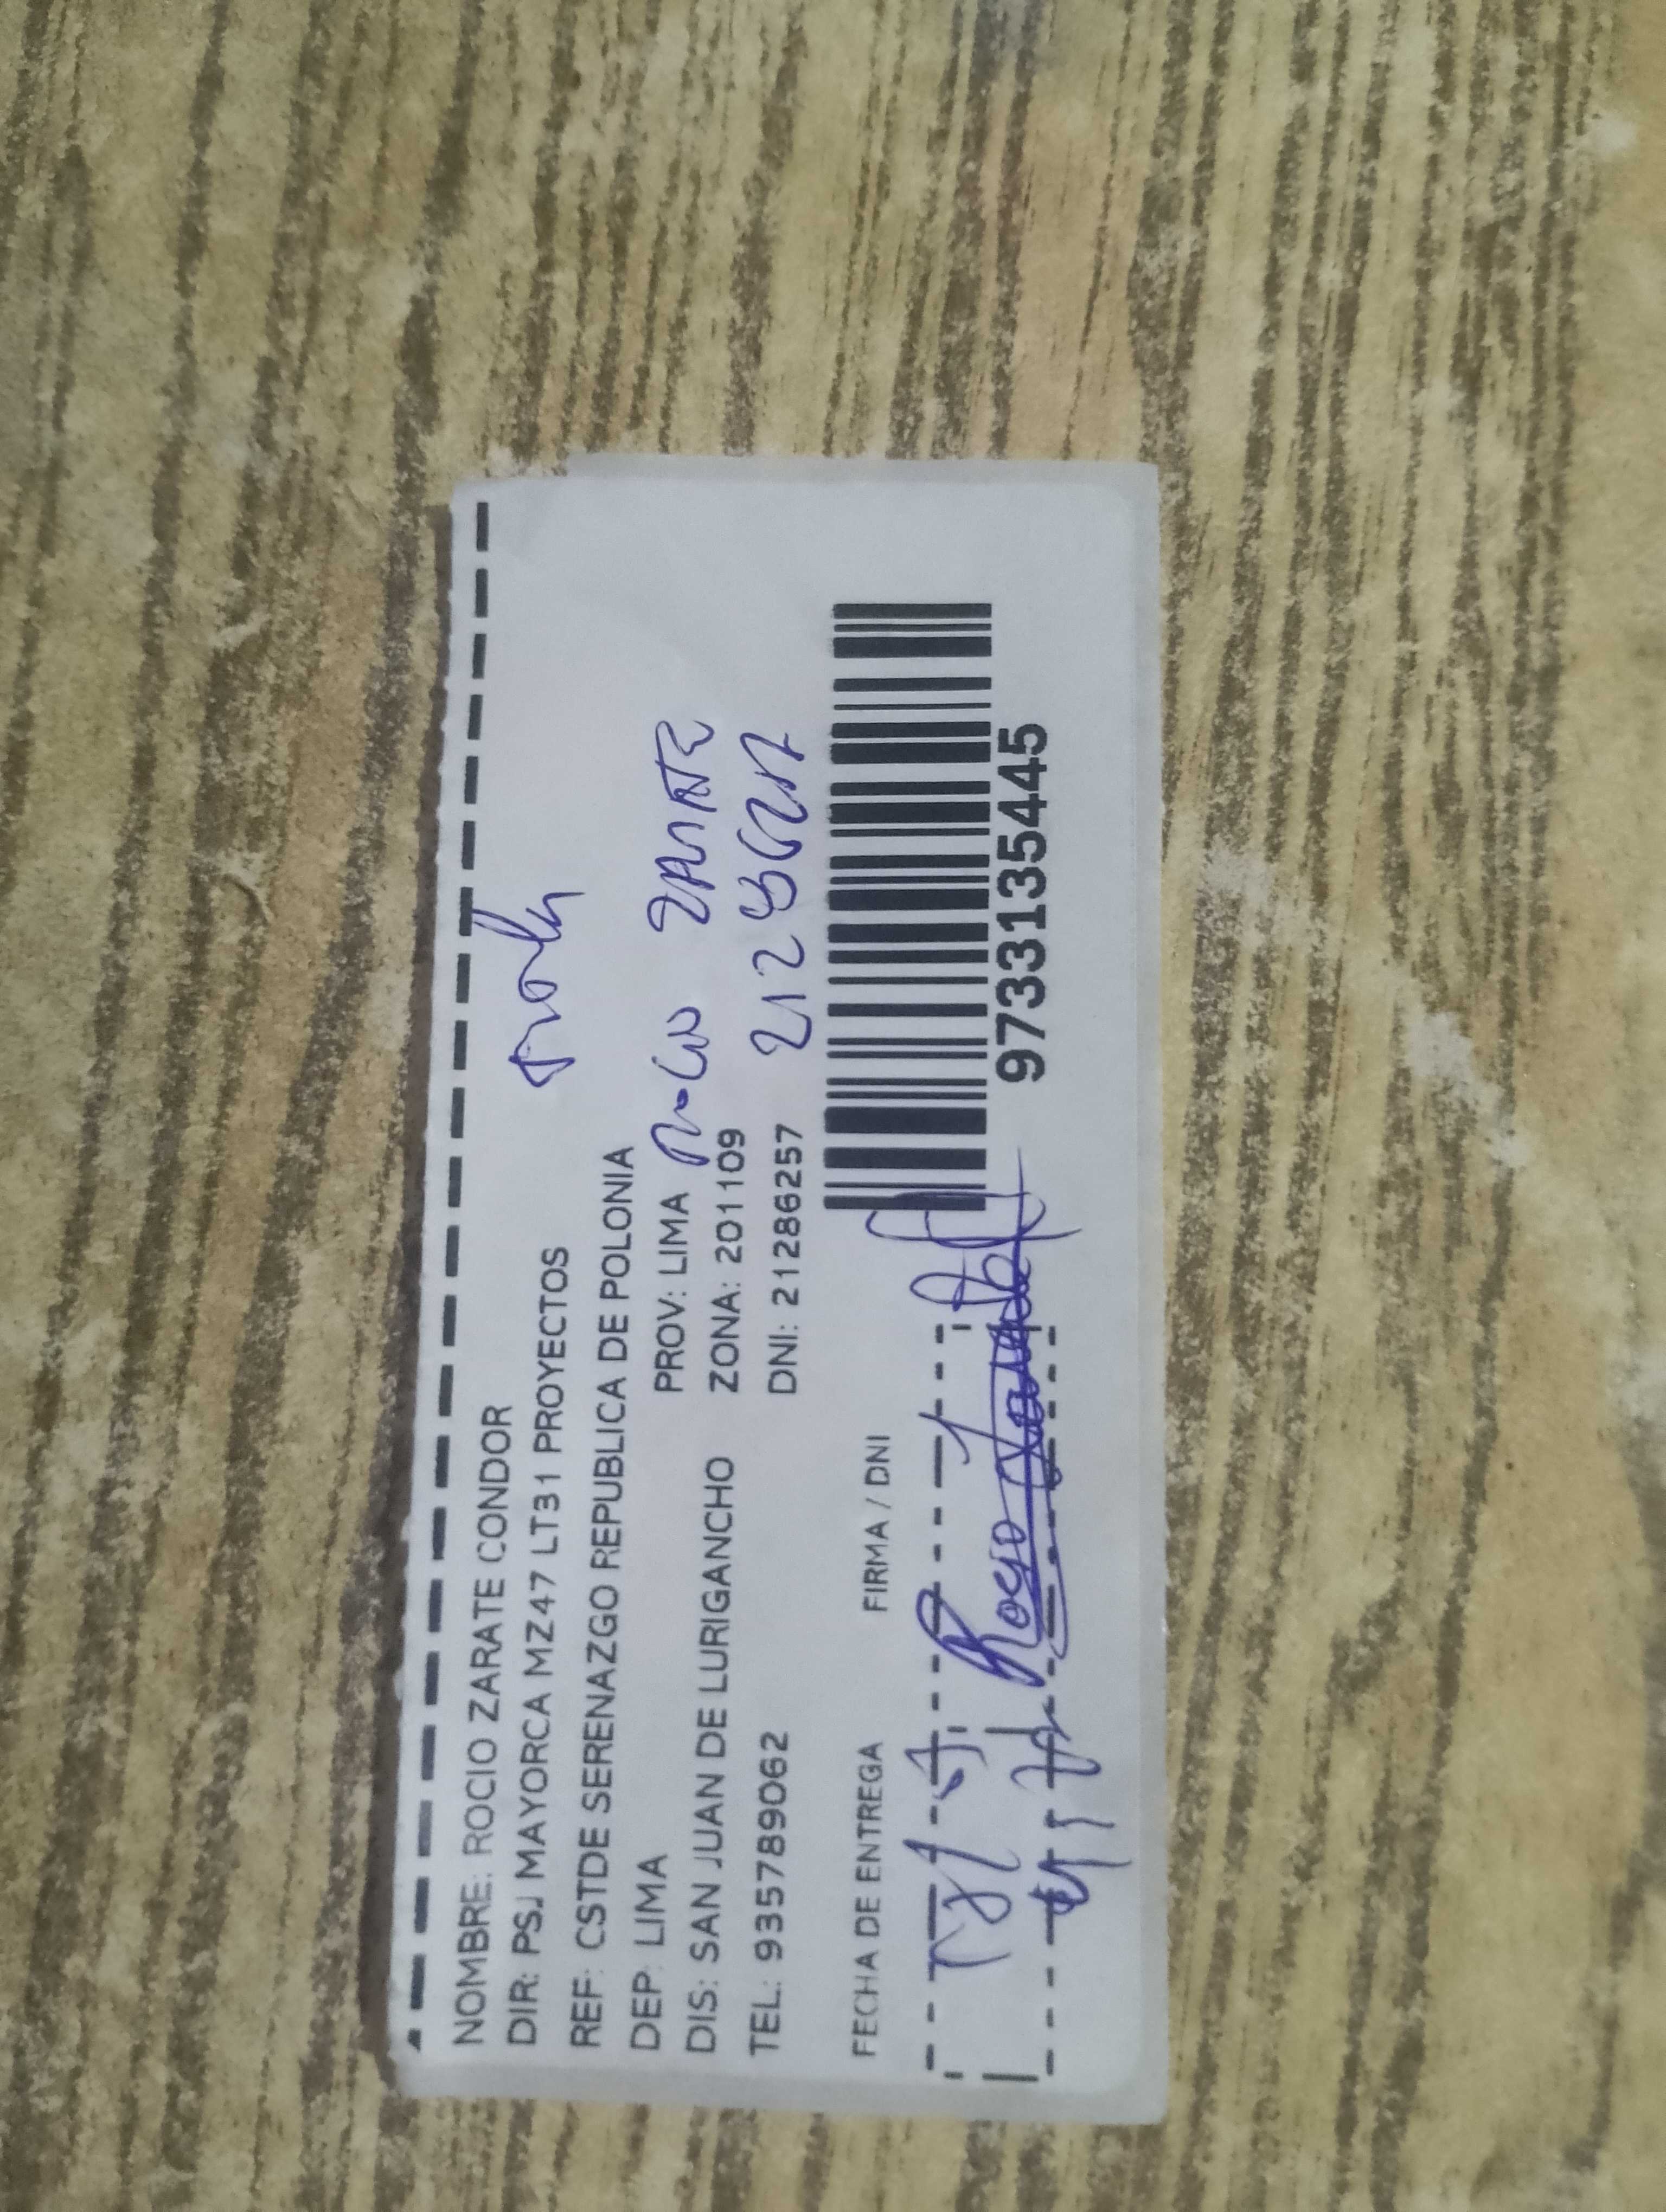 NOMBRE: ROCIO ZARATE CONDOR
DIR: PSJ MAYORCA MZ47 LT31 PROYECTOS
REF: CSTDE SERENAZGO REPUBLICA DE POLONIA
DEP: LIMA PROV: LIMA
DIS: SAN JUAN DE LURIGANCHO ZONA: 201109
TEL: 935789062 DNI: 21286257
FECHA DE ENTREGA FIRMA / DNI
Rocio
9733135445